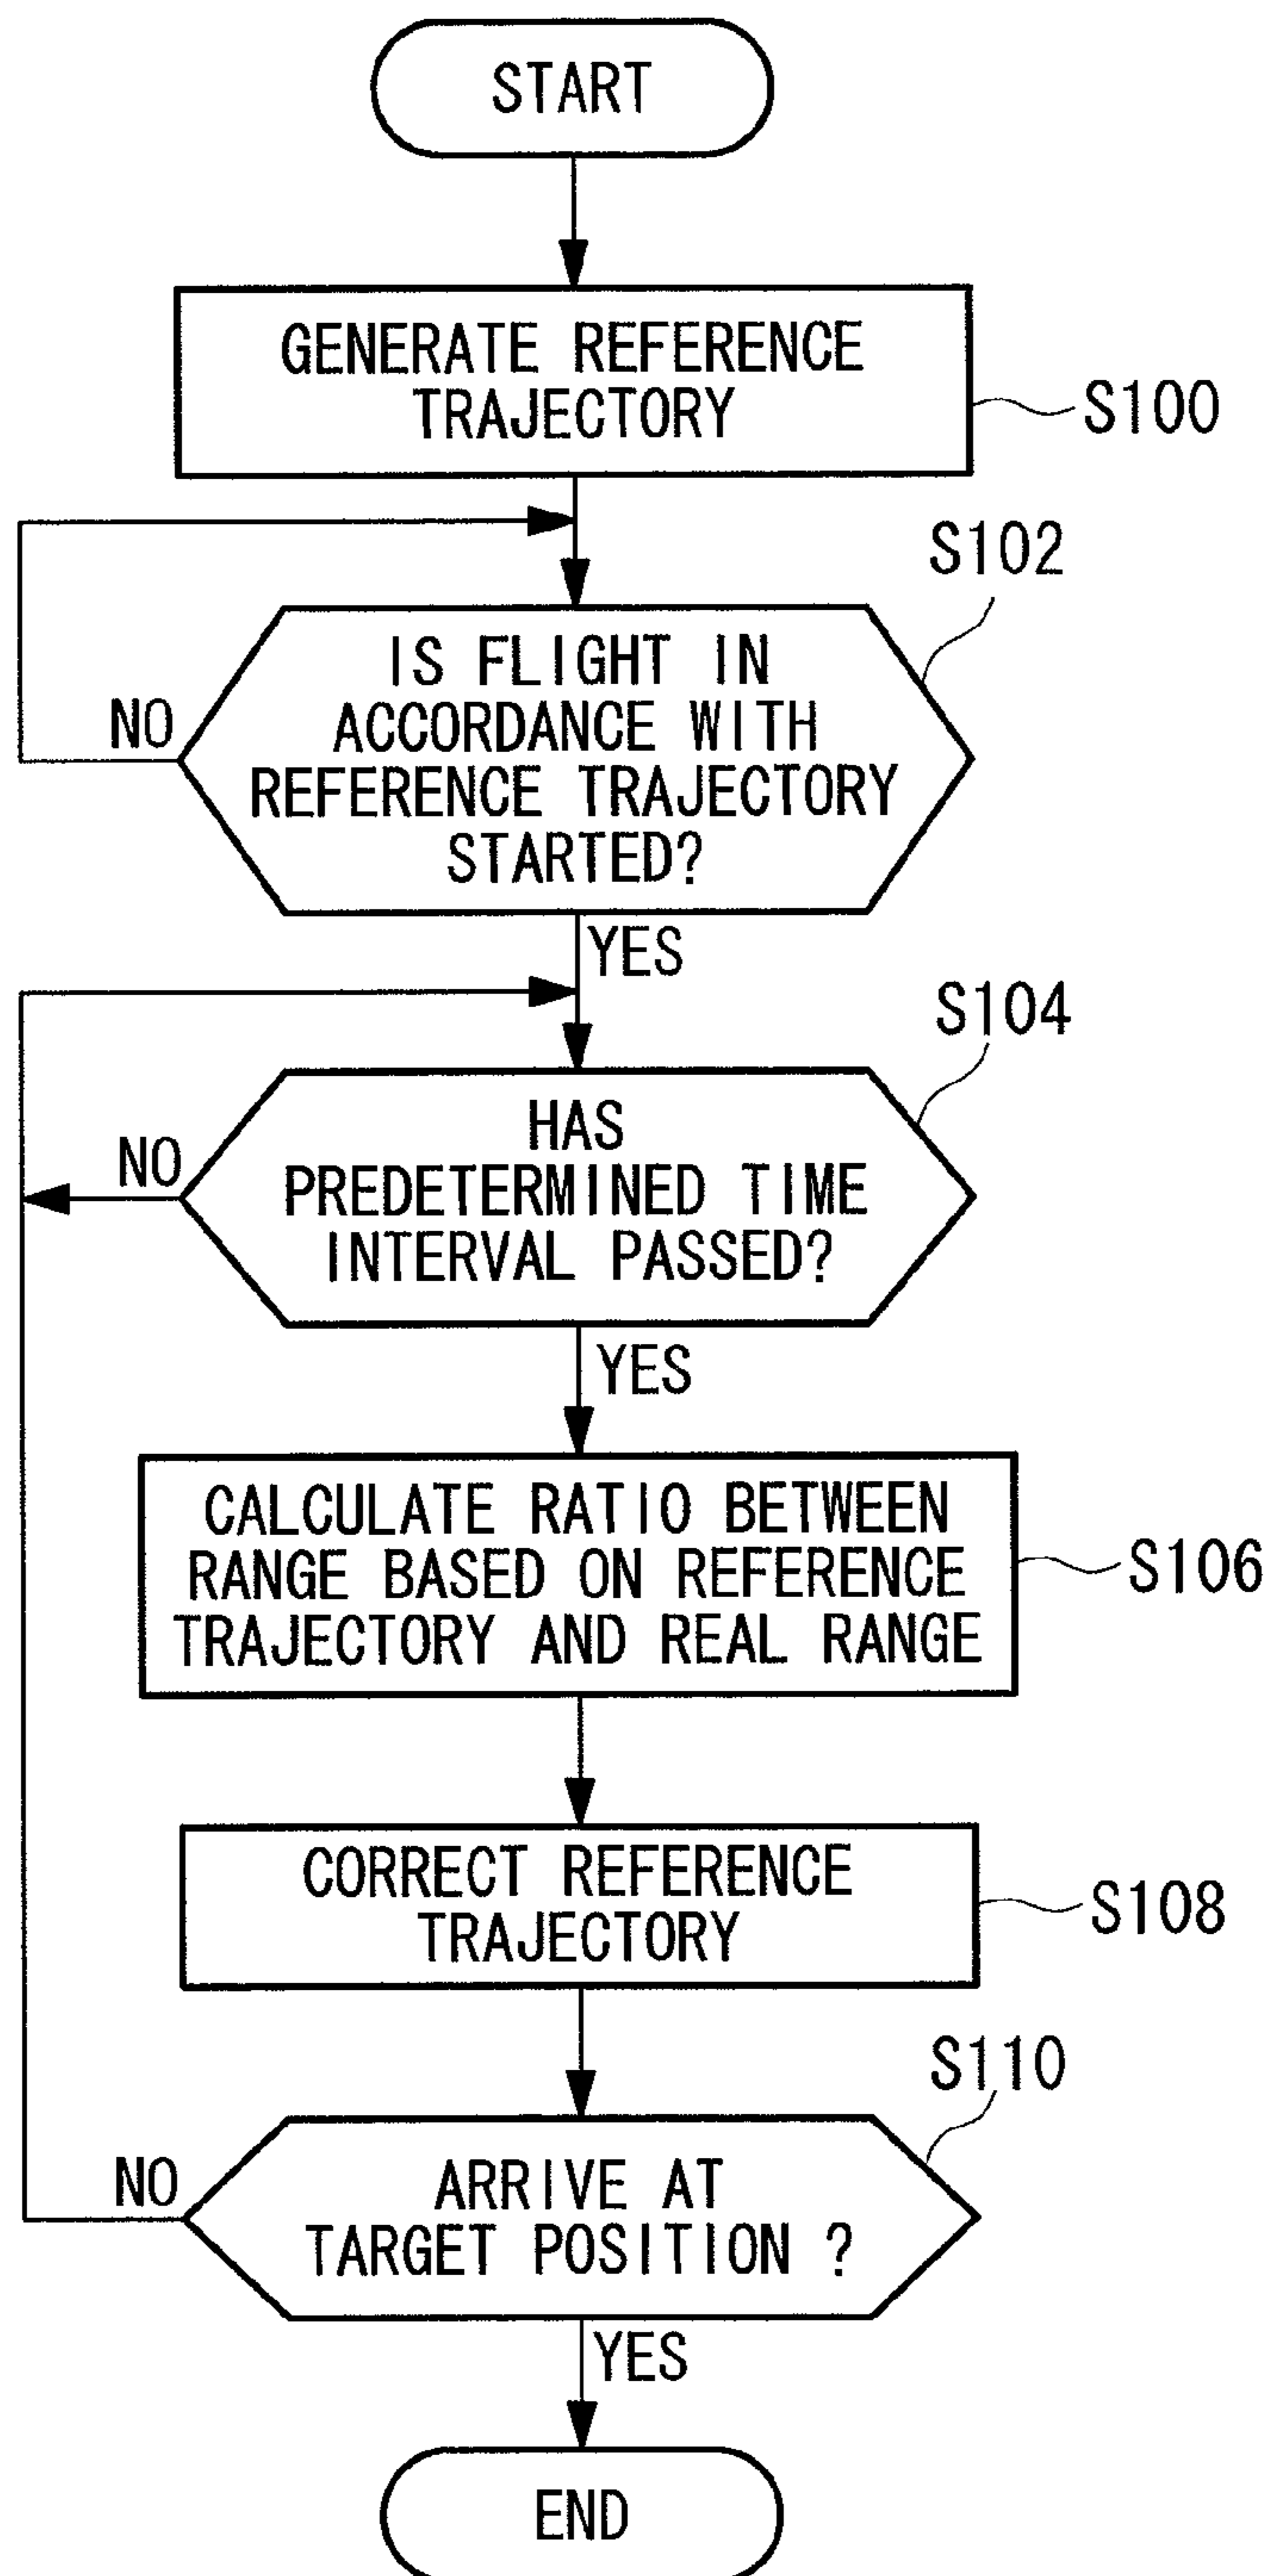 START
GENERATE REFERENCE
TRAJECTORY
S100
S102
IS FLIGHT IN
ACCORDANCE WITH
REFERENCE TRAJECTORY
STARTED?
NO
YES
S104
HAS
PREDETERMINED TIME
INTERVAL PASSED?
NO
YES
CALCULATE RATIO BETWEEN
RANGE BASED ON REFERENCE
TRAJECTORY AND REAL RANGE
S106
CORRECT REFERENCE
TRAJECTORY
S108
S110
ARRIVE AT
TARGET POSITION ?
NO
YES
END